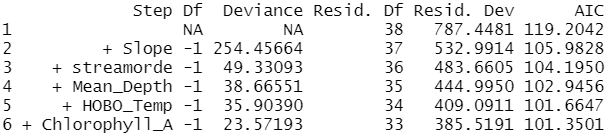 Step Df Deviance Resid. Df Resid. Dev AIC
1 NA NA 38 787.4481 119.2042
2 + Slope -1 254.45664 37 532.9914 105.9828
3 + streamorde -1 49.33093 36 483.6605 104.1950
4 + Mean_Depth -1 38.66551 35 444.9950 102.9456
5 + HOBO_Temp -1 35.90390 34 409.0911 101.6647
6 + Chlorophyll_A -1 23.57193 33 385.5191 101.3501